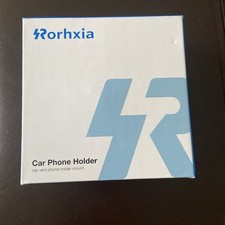 Rorhxia
Car Phone Holder
car vent phone holder mount